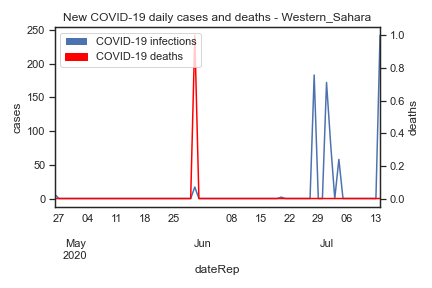 New COVID-19 daily cases and deaths - Western_Sahara
COVID-19 infections
COVID-19 deaths
250
200
150
100
50
0
cases
1.0
0.8
0.6
0.4
0.2
0.0
deaths
27 04 11 18 25 08 15 22 29 06 13
May Jun Jul
2020
dateRep